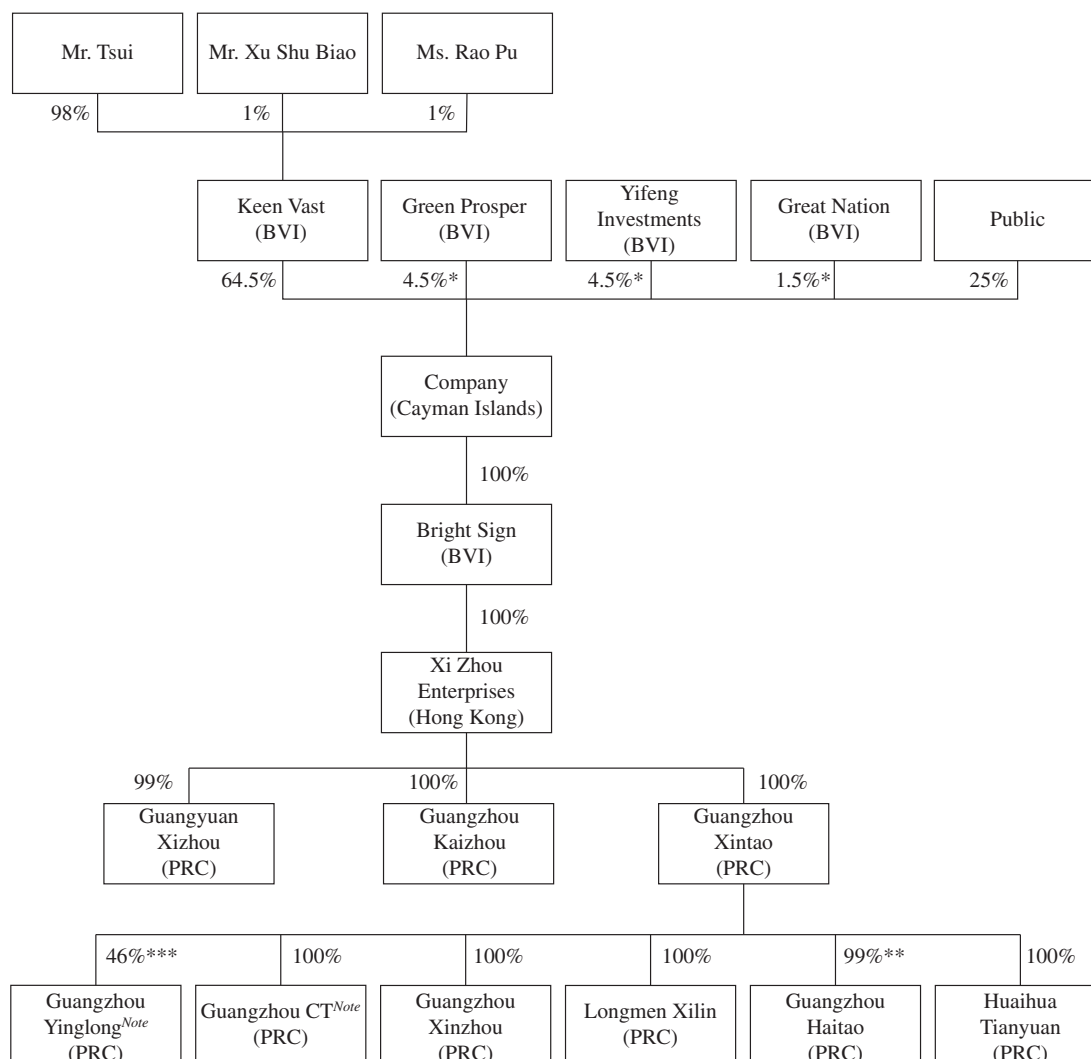 Mr. Tsui
Mr. Xu Shu Biao
Ms. Rao Pu
98%
1%
1%
Keen Vast
(BVI)
Green Prosper
(BVI)
Yifeng
Investments
(BVI)
Great Nation
(BVI)
Public
64.5%
4.5%*
4.5%*
1.5%*
25%
Company
(Cayman Islands)
100%
Bright Sign
(BVI)
100%
Xi Zhou
Enterprises
(Hong Kong)
99%
100%
100%
Guangyuan
Xizhou
(PRC)
Guangzhou
Kaizhou
(PRC)
Guangzhou
Xintao
(PRC)
46%***
100%
100%
100%
99%**
100%
Guangzhou
Yinglong Note
(PRC)
Guangzhou CT Note
(PRC)
Guangzhou
Xinzhou
(PRC)
Longmen Xilin
(PRC)
Guangzhou
Haitao
(PRC)
Huaihua
Tianyuan
(PRC)